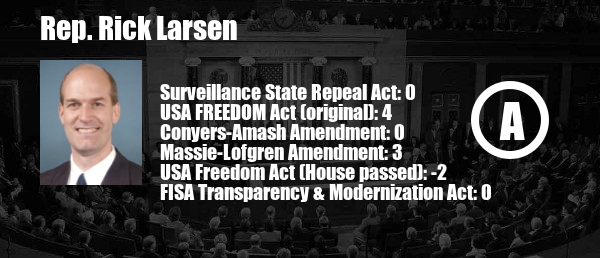 Rep. Rick Larsen
Surveillance State Repeal Act: 0
USA FREEDOM Act (original): 4
Conyers-Amash Amendment: 0
Massie-Lofgren Amendment: 3
USA Freedom Act (House passed): -2
FISA Transparency & Modernization Act: 0
A